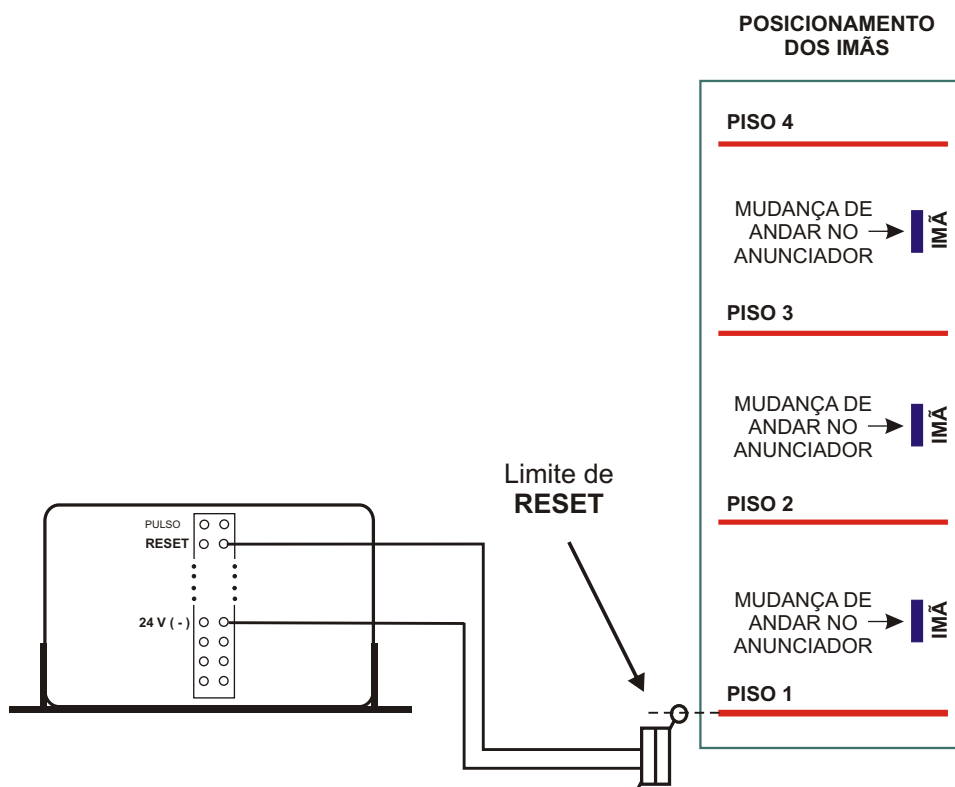 POSICIONAMENTO
DOS IMÃS
PISO 4
MUDANÇA DE
ANDAR NO
ANUNCIADOR
IMÃ
PISO 3
MUDANÇA DE
ANDAR NO
ANUNCIADOR
IMÃ
PISO 2
MUDANÇA DE
ANDAR NO
ANUNCIADOR
IMÃ
PISO 1
Limite de
RESET
PULSO
RESET
24 V ( - )